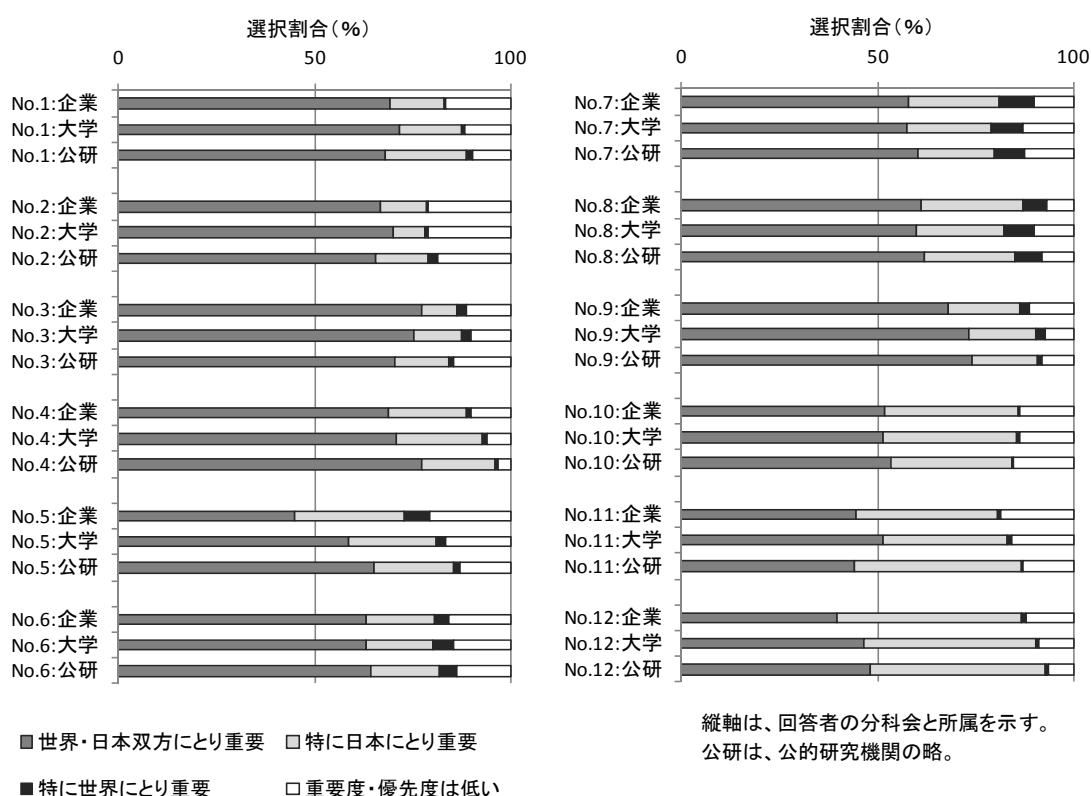 選択割合(%)
0 50 100
No.1:企業
No.1:大学
No.1:公研
No.2:企業
No.2:大学
No.2:公研
No.3:企業
No.3:大学
No.3:公研
No.4:企業
No.4:大学
No.4:公研
No.5:企業
No.5:大学
No.5:公研
No.6:企業
No.6:大学
No.6:公研
選択割合(%)
0 50 100
No.7:企業
No.7:大学
No.7:公研
No.8:企業
No.8:大学
No.8:公研
No.9:企業
No.9:大学
No.9:公研
No.10:企業
No.10:大学
No.10:公研
No.11:企業
No.11:大学
No.11:公研
No.12:企業
No.12:大学
No.12:公研
世界・日本双方にとり重要 特に日本にとり重要
特に世界にとり重要 重要度・優先度は低い
縦軸は、回答者の分科会と所属を示す。
公研は、公的研究機関の略。